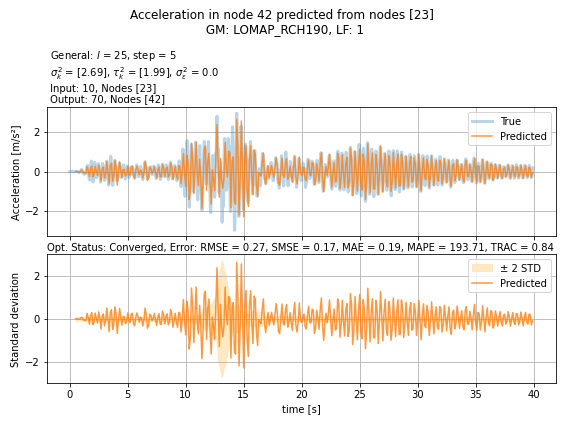 Acceleration in node 42 predicted from nodes [23]
GM: LOMAP_RCH190, LF: 1
General: l = 25, step = 5
σ²ₖ = [2.69], τ²ₖ = [1.99], σ²ε = 0.0
Input: 10, Nodes [23]
Output: 70, Nodes [42]
Acceleration [m/s²]
2
0
−2
True
Predicted
Opt. Status: Converged, Error: RMSE = 0.27, SMSE = 0.17, MAE = 0.19, MAPE = 193.71, TRAC = 0.84
Standard deviation
2
0
−2
± 2 STD
Predicted
0 5 10 15 20 25 30 35 40
time [s]